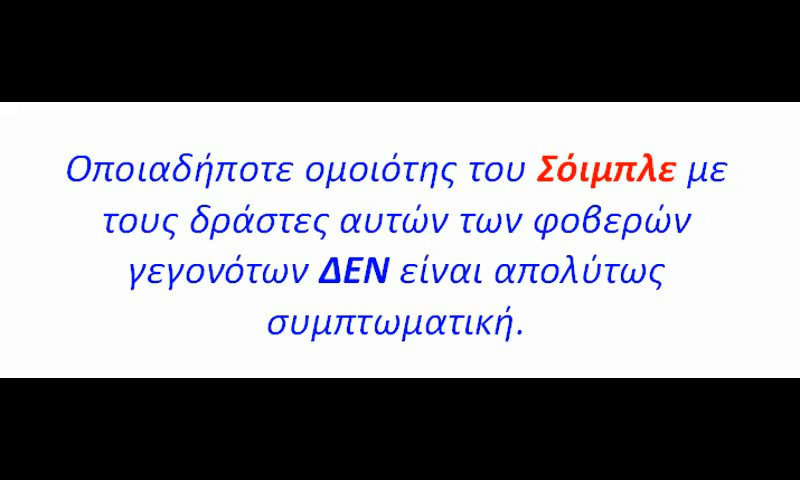 Οποιαδήποτε ομοιότης του Σόιμπλε με
τους δράστες αυτών των φοβερών
γεγονότων ΔΕΝ είναι απολύτως
συμπτωματική.